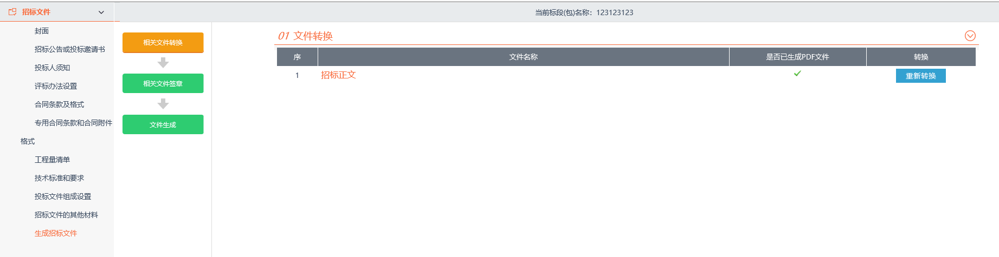 招标文件
当前标段(包)名称：123123123
封面
招标公告或投标邀请书
投标人须知
评标办法设置
合同条款及格式
专用合同条款和合同附件
格式
工程量清单
技术标准和要求
投标文件组成设置
招标文件的其他材料
生成招标文件
相关文件转换
相关文件签章
文件生成
01 文件转换
序 文件名称 是否已生成PDF文件 转换
1 招标正文 重新转换